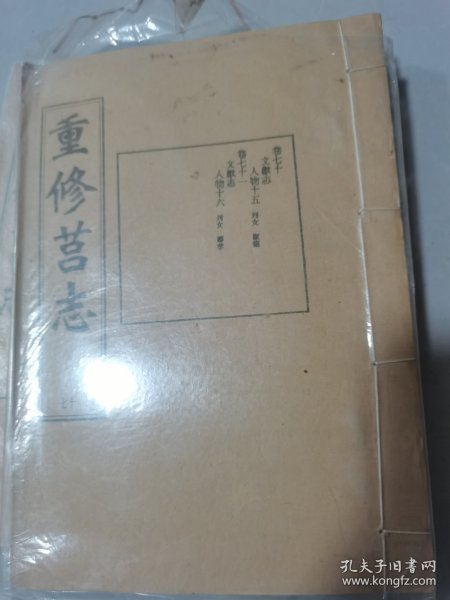 重修莒志
卷七十
文獻志
人物十五 列女
卷七十一
文獻志
人物十六 列女
孔夫子旧书网
www.kongfz.com